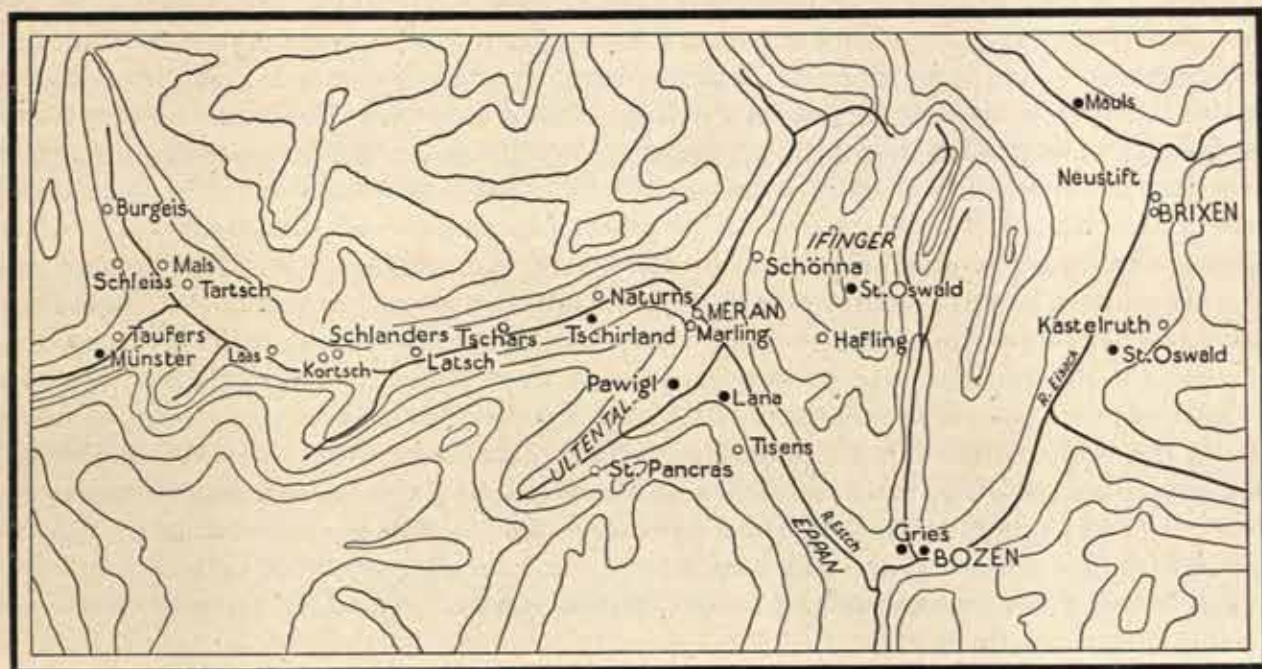 Mauls
Neustift
BRIXEN
Burgeis
IFINGER
Schönna
Schleiss
Mals
Tartsch
St. Oswald
Naturns
MERAN
Taufers
Münster
Laas
Schlanders
Kortsch
Latsch
Tschars
Tschirland
Marling
Hafling
Kastelruth
St. Oswald
R. Eisack
Pawigl
Lana
ULTENTAL
Tisens
St. Pancras
R. Etsch
EPPAN
Gries
BOZEN